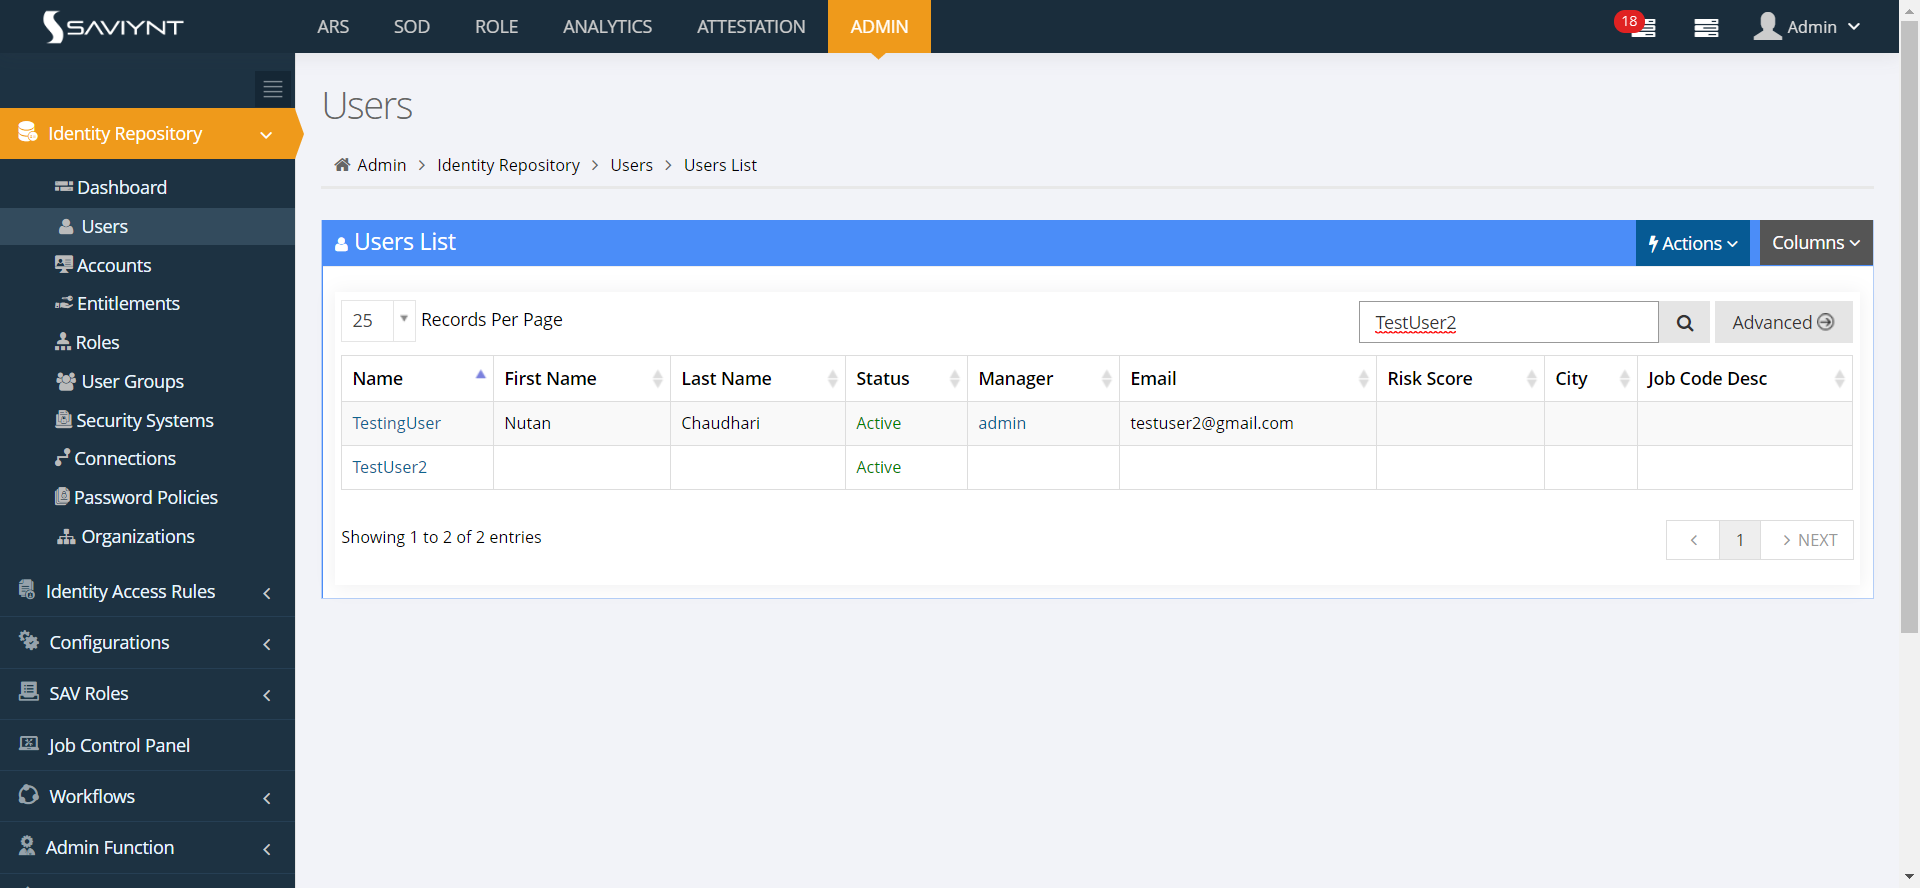 SAVIYNT
ARS SOD ROLE ANALYTICS ATTESTATION ADMIN
18
Admin
Identity Repository
Dashboard
Users
Accounts
Entitlements
Roles
User Groups
Security Systems
Connections
Password Policies
Organizations
Identity Access Rules
Configurations
SAV Roles
Job Control Panel
Workflows
Admin Function
Users
Admin > Identity Repository > Users > Users List
Users List
Actions
Columns
25 Records Per Page
TestUser2
Advanced
Name First Name Last Name Status Manager Email Risk Score City Job Code Desc
TestingUser Nutan Chaudhari Active admin testuser2@gmail.com
TestUser2 Active
Showing 1 to 2 of 2 entries
< 1 > NEXT